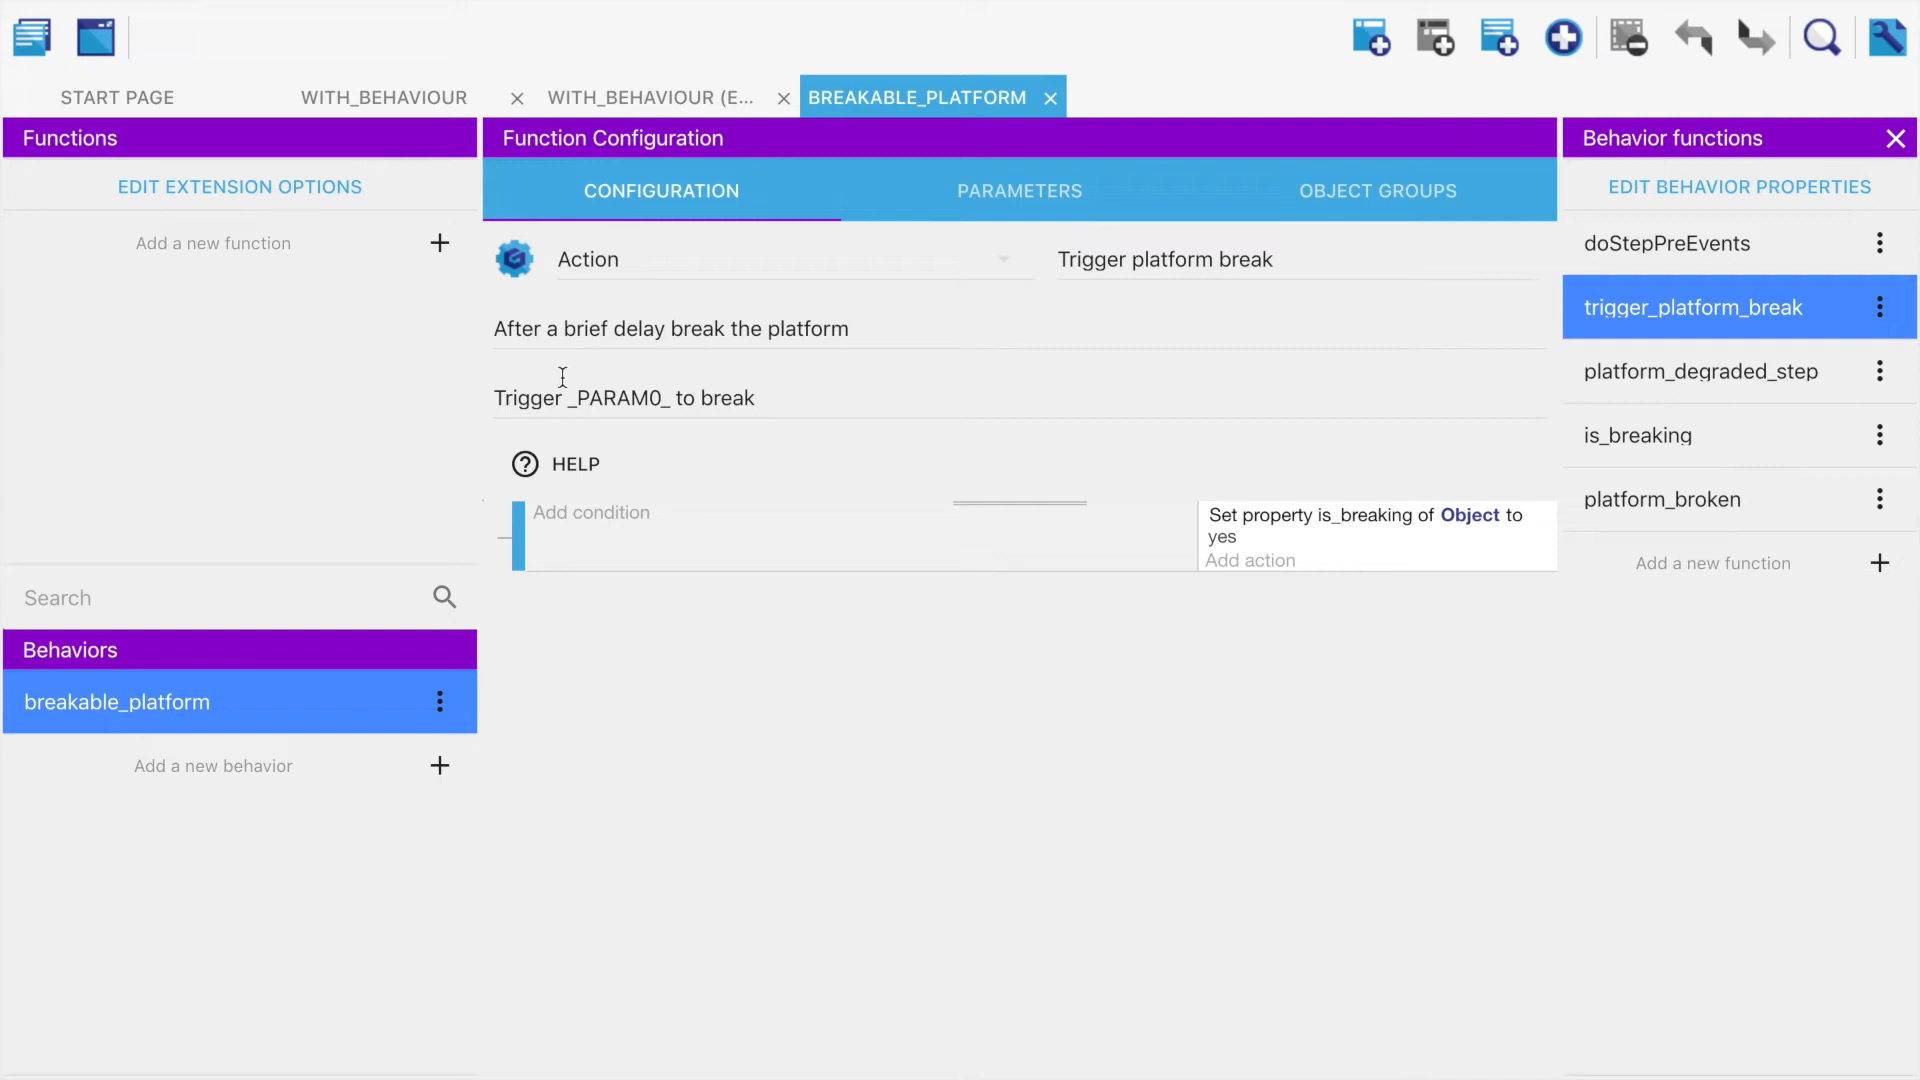 START PAGE
WITH_BEHAVIOUR
WITH_BEHAVIOUR (E...
BREAKABLE_PLATFORM
Functions
EDIT EXTENSION OPTIONS
Add a new function
Search
Behaviors
breakable_platform
Add a new behavior
Function Configuration
CONFIGURATION
PARAMETERS
OBJECT GROUPS
Action
Trigger platform break
After a brief delay break the platform
Trigger _PARAM0_ to break
HELP
Add condition
Set property is_breaking of Object to
yes
Add action
Behavior functions
EDIT BEHAVIOR PROPERTIES
doStepPreEvents
trigger_platform_break
platform_degraded_step
is_breaking
platform_broken
Add a new function